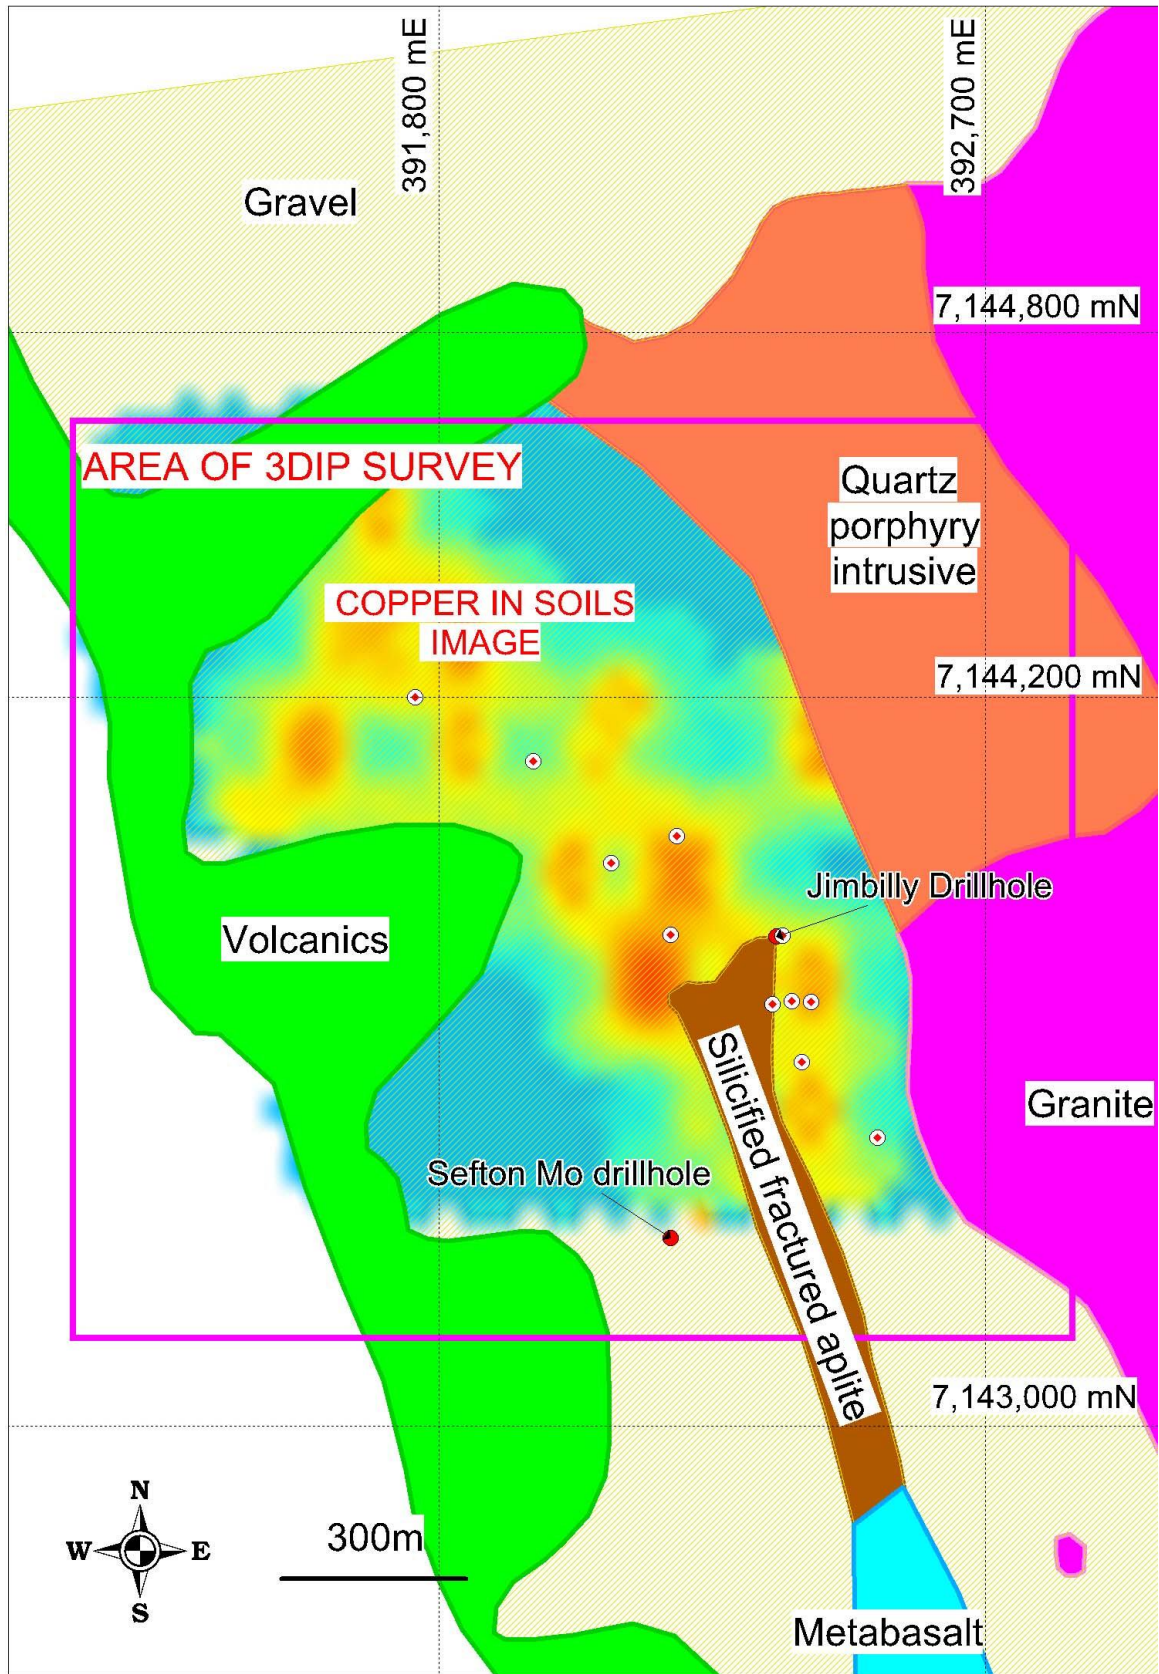 391,800 mE
392,700 mE
Gravel
7,144,800 mN
AREA OF 3DIP SURVEY
Quartz
porphyry
intrusive
COPPER IN SOILS
IMAGE
7,144,200 mN
Jimbilly Drillhole
Volcanics
Silicified fractured aplite
Granite
Sefton Mo drillhole
7,143,000 mN
N
W E
S
300m
Metabasalt